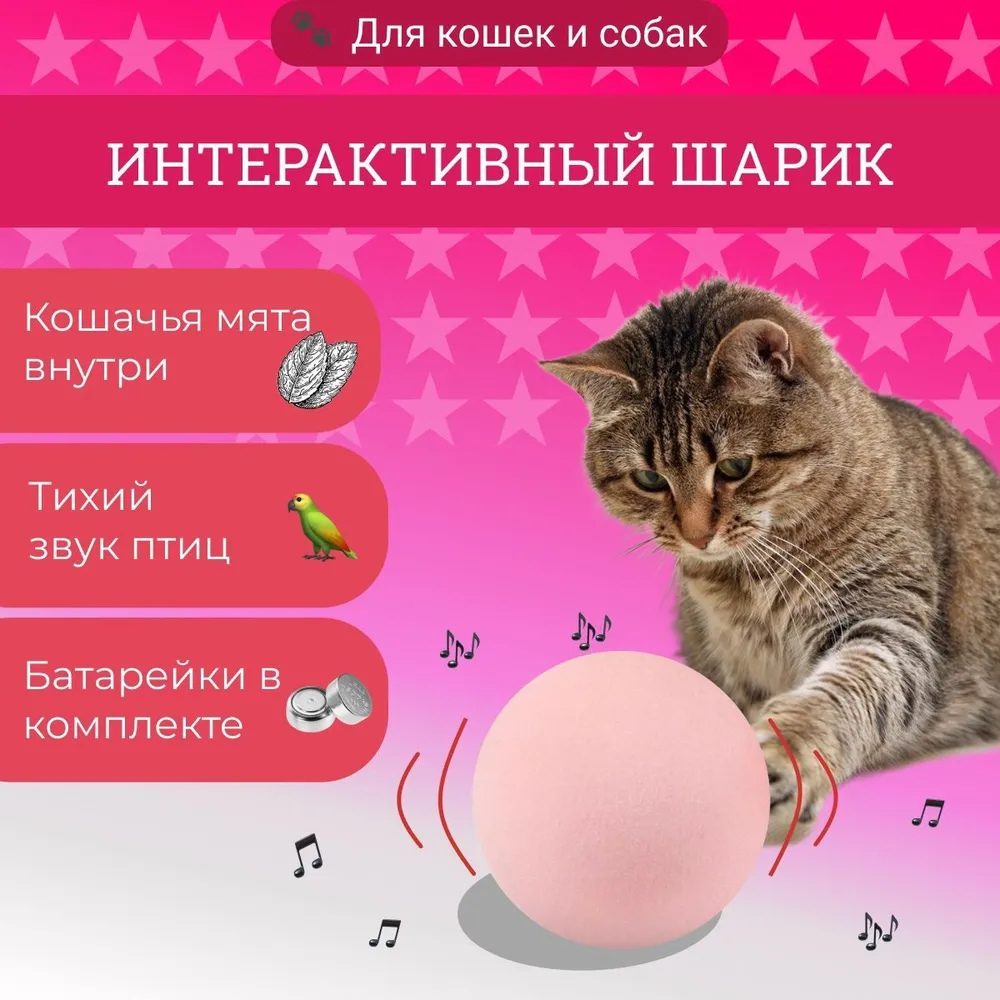 Для кошек и собак
ИНТЕРАКТИВНЫЙ ШАРИК
Кошачья мята
внутри
Тихий
звук птиц
Батарейки в
комплекте